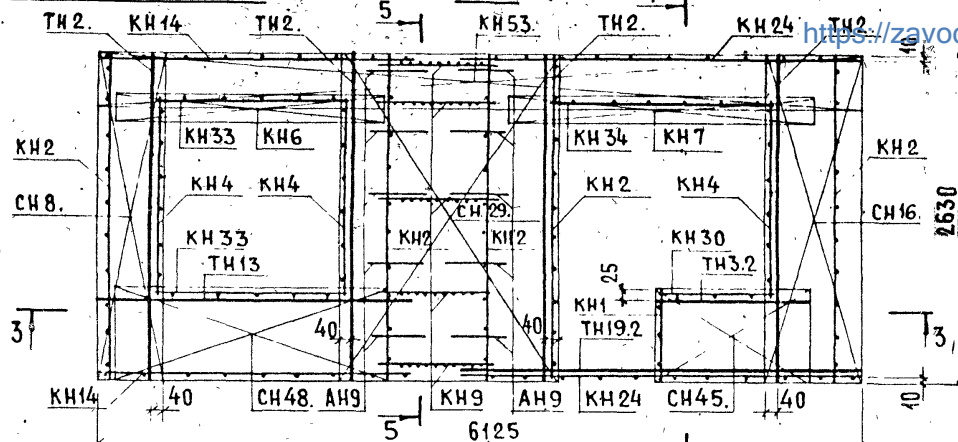 5
ТН2. КН14 ТН2. КН53. ТН2. КН24 ТН2
https://zavod
10
КН33 КН6 КН34 КН7
КН2 КН2
КН4 КН4 КН2 КН4
СН8. СН29. СН16.
2630
КН2 КН2
КН33 КН30
ТН13 ТН3.2
25
КН1
ТН19.2
3 40 40 3
КН14 40 СН48. АН9 КН9 АН9 КН24 СН45. 40
10
5 6125